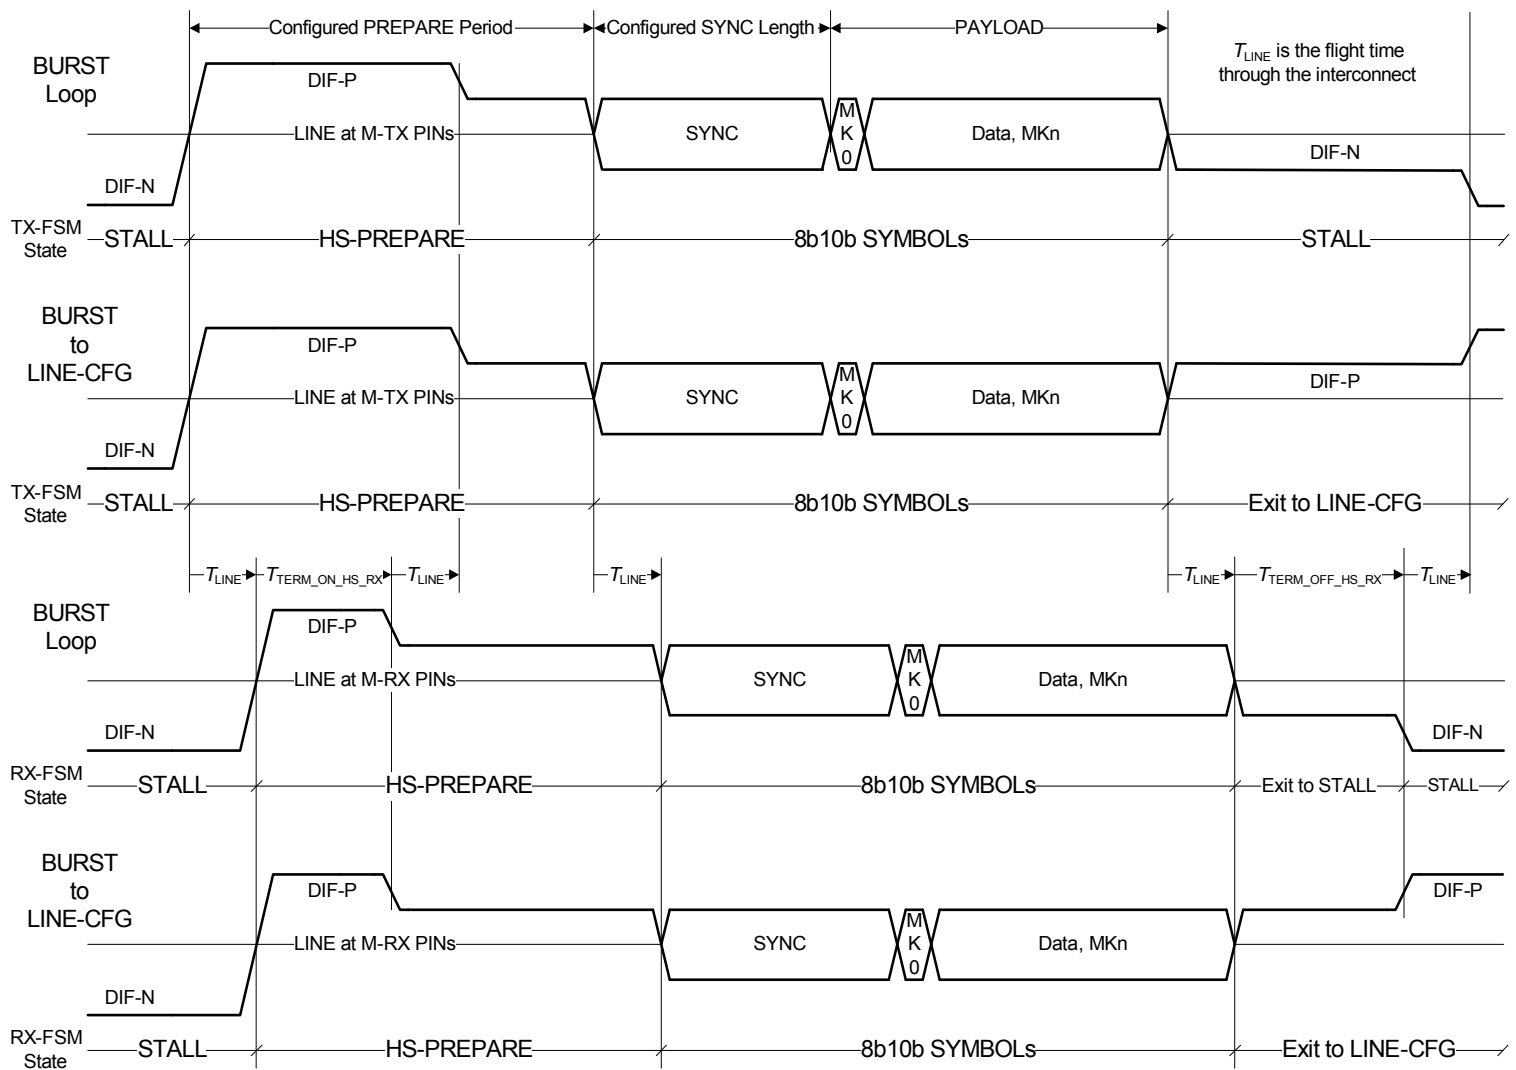 Configured PREPARE Period
Configured SYNC Length
PAYLOAD
T LINE is the flight time
through the interconnect
BURST
Loop
DIF-P
LINE at M-TX PINs
SYNC
M
K
0
Data, MKn
DIF-N
DIF-N
TX-FSM
State
STALL
HS-PREPARE
8b10b SYMBOLs
STALL
BURST
to
LINE-CFG
DIF-P
LINE at M-TX PINs
SYNC
M
K
0
Data, MKn
DIF-P
DIF-N
TX-FSM
State
STALL
HS-PREPARE
8b10b SYMBOLs
Exit to LINE-CFG
TLINE
TTERM_ON_HS_RX
TLINE
TLINE
TLINE
TTERM_OFF_HS_RX
TLINE
BURST
Loop
DIF-P
LINE at M-RX PINs
SYNC
M
K
0
Data, MKn
DIF-N
DIF-N
RX-FSM
State
STALL
HS-PREPARE
8b10b SYMBOLs
Exit to STALL
STALL
BURST
to
LINE-CFG
DIF-P
LINE at M-RX PINs
SYNC
M
K
0
Data, MKn
DIF-P
DIF-N
RX-FSM
State
STALL
HS-PREPARE
8b10b SYMBOLs
Exit to LINE-CFG